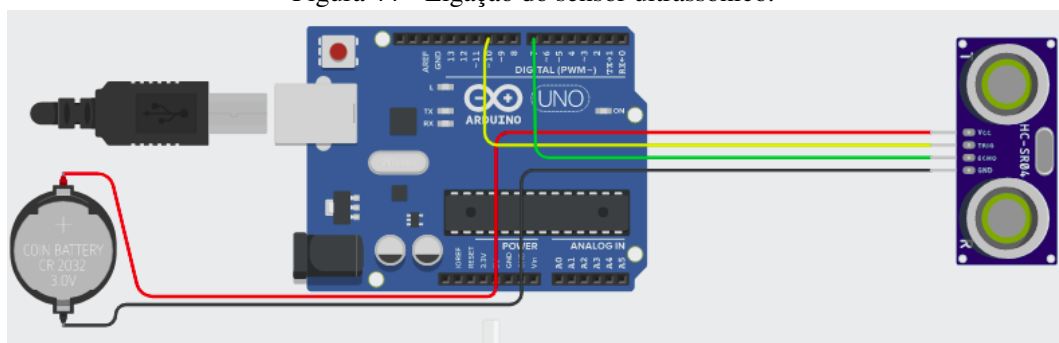 Figura 44 - Ligação do sensor ultrassônico.
AREF
GND
13
12
~11
~10
~9
8
7
~6
~5
4
~3
2
TX→1
RX←0
DIGITAL (PWM~)
L
TX
RX
ARDUINO
UNO
ON
POWER
ANALOG IN
IOREF
RESET
3.3V
GND
Vin
A0
A1
A2
A3
A4
A5
COIN BATTERY
CR 2032
3.0V
T
HC-SR04
VCC
TRIG
ECHO
GND
R